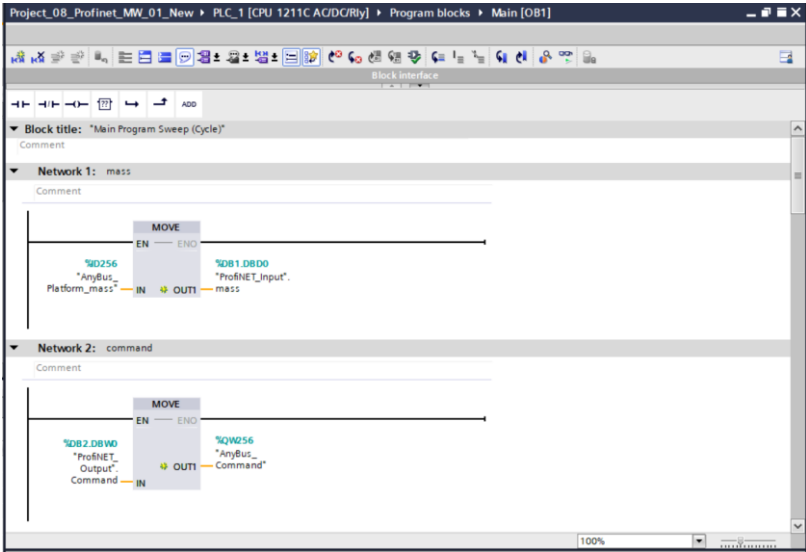 Project_08_Profinet_MW_01_New ▸ PLC_1 [CPU 1211C AC/DC/Rly] ▸ Program blocks ▸ Main [OB1]
Block interface
ADD
Block title: "Main Program Sweep (Cycle)"
Comment
Network 1: mass
Comment
MOVE
EN ENO
%ID256
"AnyBus_
Platform_mass"
IN OUT1
%DB1.DBD0
"ProfiNET_Input".
mass
Network 2: command
Comment
MOVE
EN ENO
%DB2.DBW0
"ProfiNET_
Output".
Command
IN OUT1
%QW256
"AnyBus_
Command"
100%